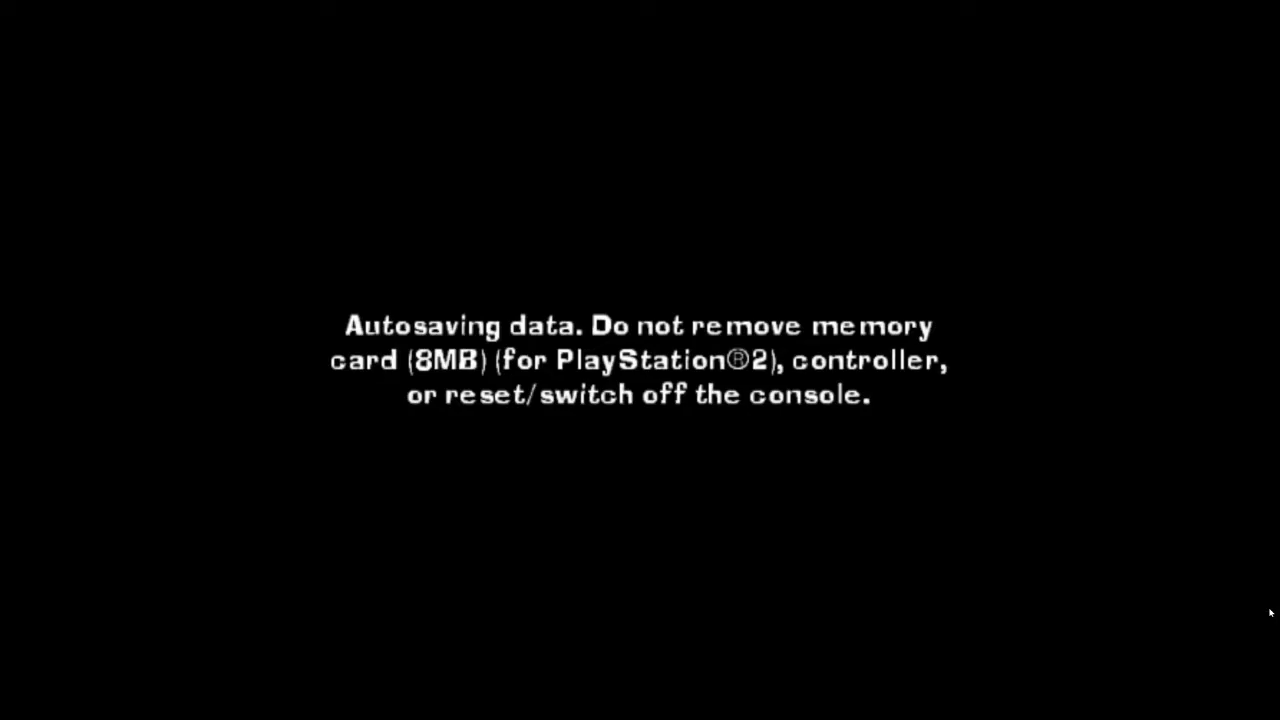 Autosaving data. Do not remove memory
card (8MB) (for PlayStation®2), controller,
or reset/switch off the console.